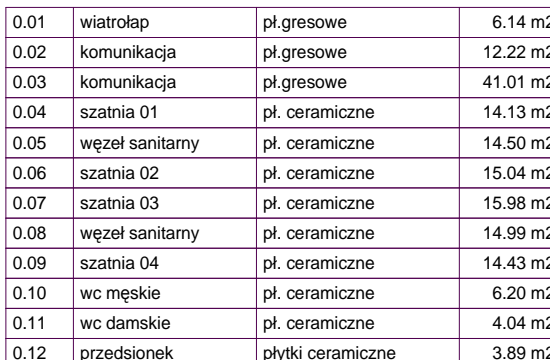 0.01 wiatrołap pł.gresowe 6.14 m2
0.02 komunikacja pł.gresowe 12.22 m2
0.03 komunikacja pł.gresowe 41.01 m2
0.04 szatnia 01 pł. ceramiczne 14.13 m2
0.05 węzeł sanitarny pł. ceramiczne 14.50 m2
0.06 szatnia 02 pł. ceramiczne 15.04 m2
0.07 szatnia 03 pł. ceramiczne 15.98 m2
0.08 węzeł sanitarny pł. ceramiczne 14.99 m2
0.09 szatnia 04 pł. ceramiczne 14.43 m2
0.10 wc męskie pł. ceramiczne 6.20 m2
0.11 wc damskie pł. ceramiczne 4.04 m2
0.12 przedsionek płytki ceramiczne 3.89 m2